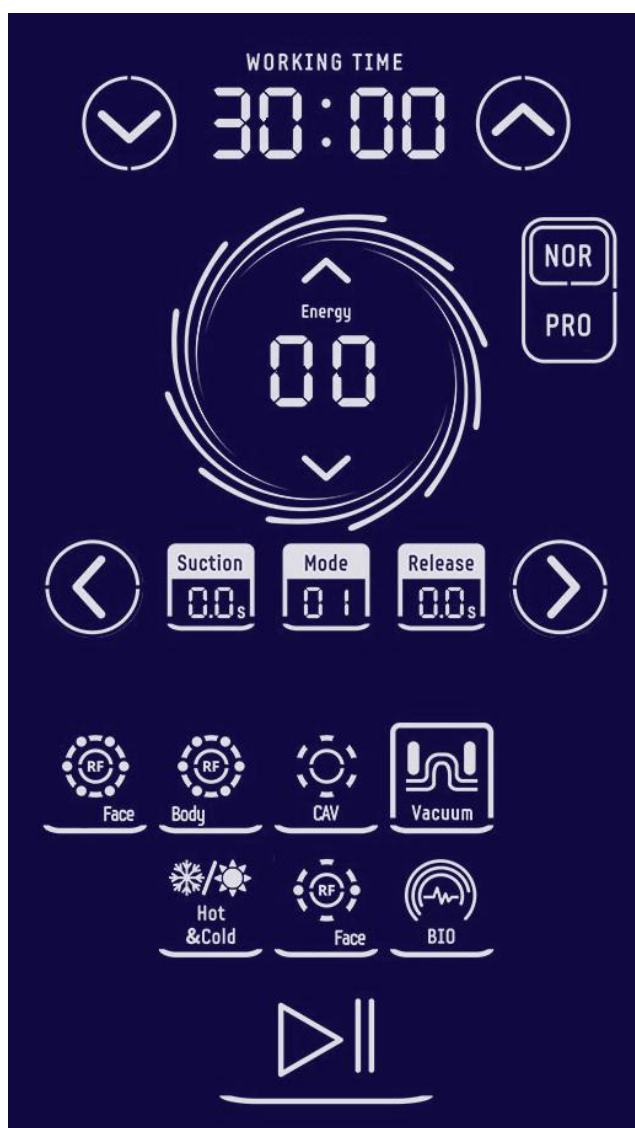 WORKING TIME
30:00
NOR
PRO
Energy
00
Suction Mode Release
0.0s 01 0.0s
RF RF
Face Body CAV Vacuum
Hot
&Cold
RF
Face BIO